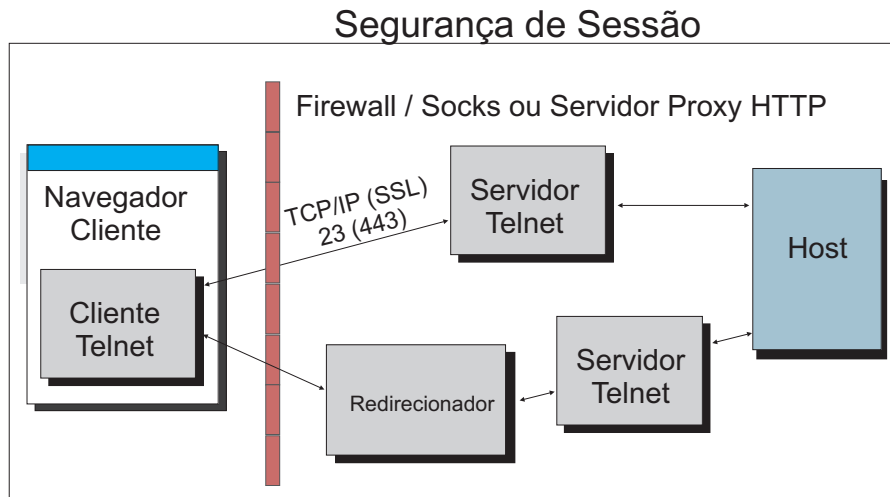 Segurança de Sessão
Firewall / Socks ou Servidor Proxy HTTP
Navegador
Cliente
Cliente
Telnet
TCP/IP (SSL)
23 (443)
Servidor
Telnet
Host
Redirecionador
Servidor
Telnet